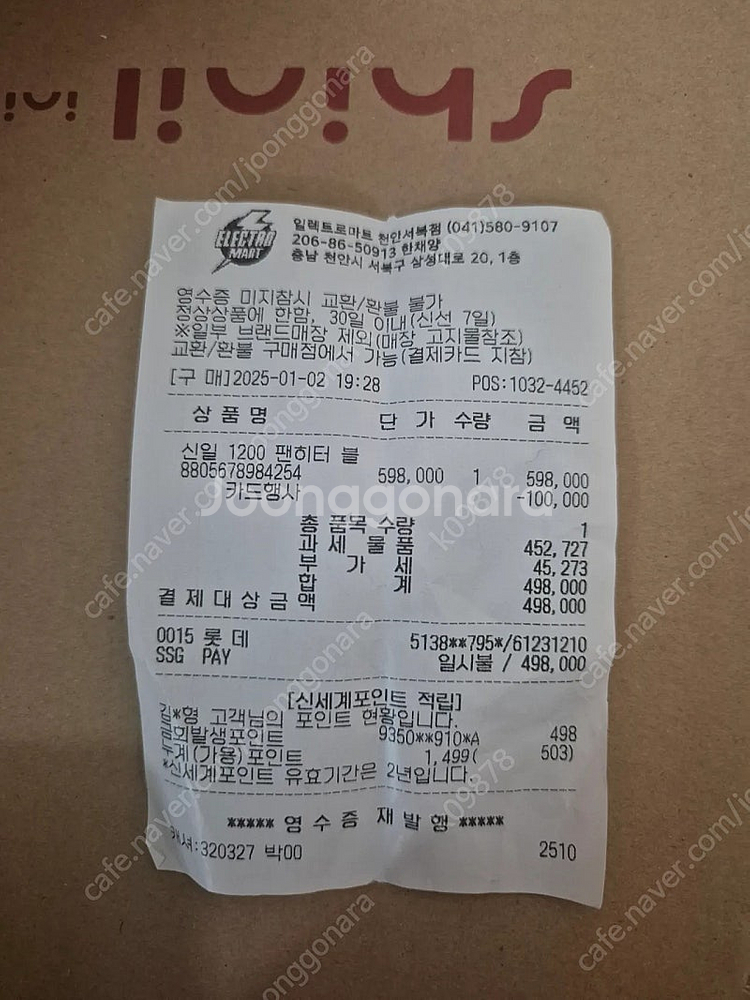 shinil
ELECTRO
MART
일렉트로마트 천안서북점 (041)580-9107
206-86-50913 한채양
충남 천안시 서북구 삼성대로 20, 1층
영수증 미지참시 교환/환불 불가
정상상품에 한함, 30일 이내(신선 7일)
※일부 브랜드매장 제외(매장 고지물참조)
교환/환불 구매점에서 가능(결제카드 지참)
[구 매]2025-01-02 19:28 POS:1032-4452
상 품 명 단 가 수량 금 액
신일 1200 팬히터 블
8805678984254 598,000 1 598,000
카드행사 -100,000
총 품목 수량 1
과 세 물 품 452,727
부 가 세 45,273
합 계 498,000
결 제 대 상 금 액 498,000
0015 롯 데 5138**795*/61231210
SSG PAY 일시불 / 498,000
[신세계포인트 적립]
김*형 고객님의 포인트 현황입니다.
금회발생포인트 9350**910*A 498
누계(가용)포인트 1,499( 503)
*신세계포인트 유효기간은 2년입니다.
***** 영 수 증 재 발 행 *****
캐셔:320327 박00 2510
Joonggonara
cafe.naver.com/joonggonara
k09878